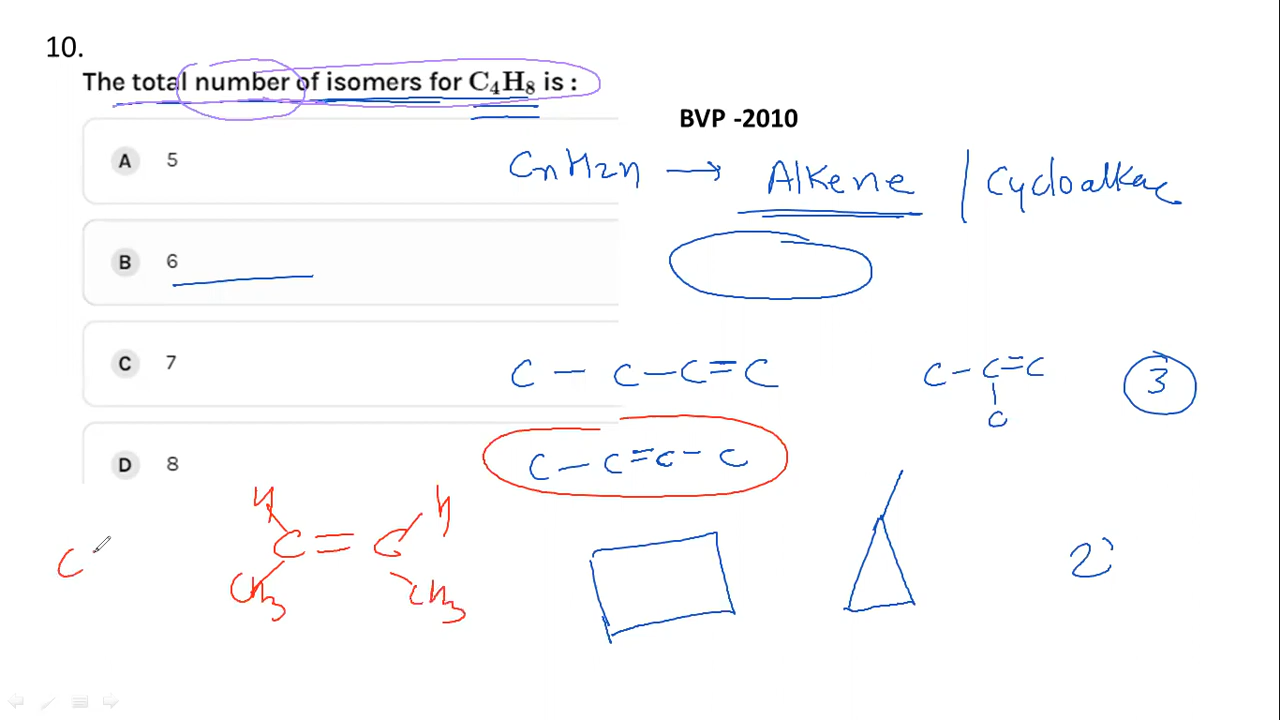 10.
The total number of isomers for C₄H₈ is :
BVP -2010
A 5
CnH2n → Alkene / Cycloalkane
B 6
C 7
C - C - C = C
C - C = C
C
3
D 8
C - C = C - C
H H
C = C
CH3 CH3
C
2